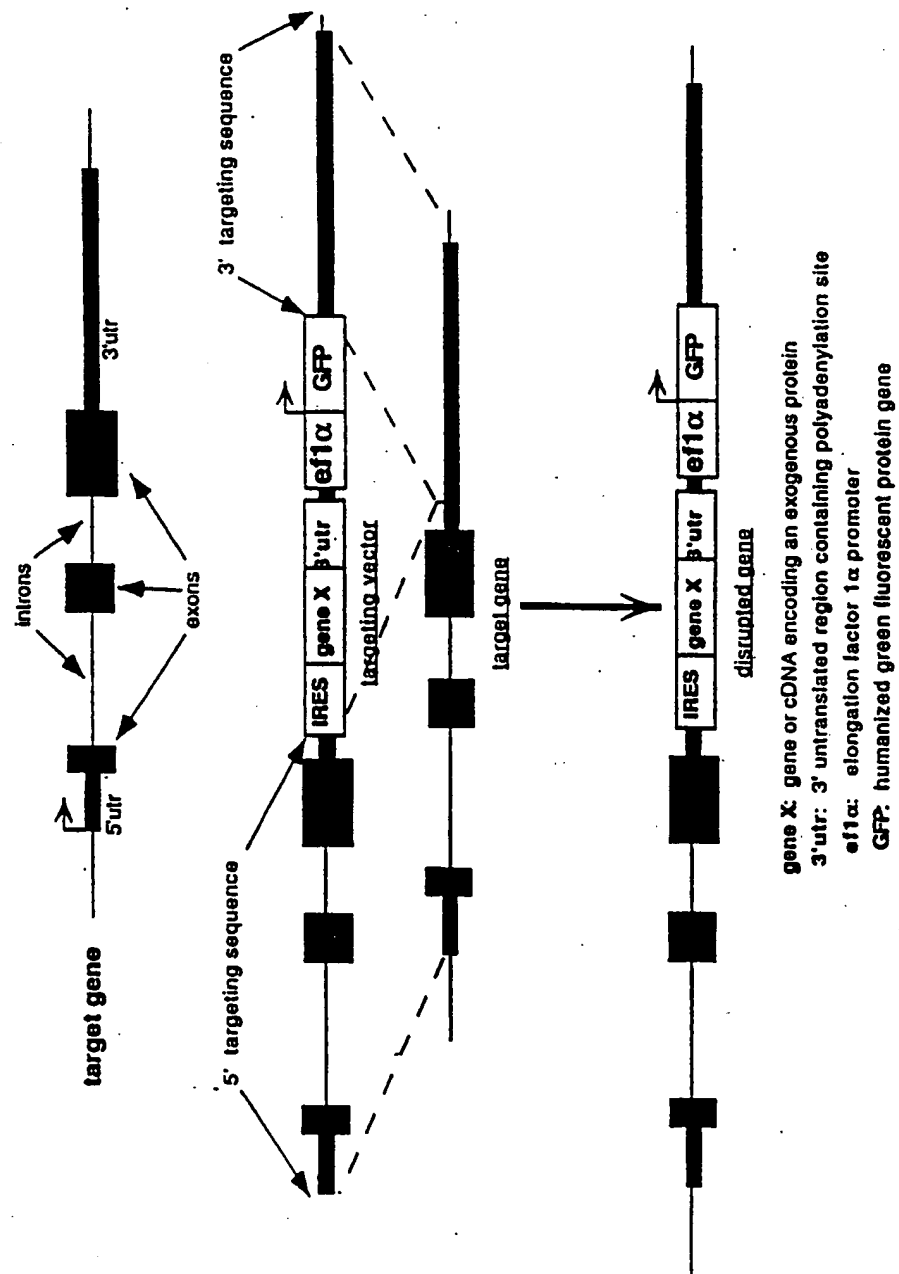 target gene
5'utr
introns
exons
3'utr
5' targeting sequence
3' targeting sequence
IRES gene X 3'utr ef1α GFP
targeting vector
target gene
IRES gene X 3'utr ef1α GFP
disrupted gene
gene X: gene or cDNA encoding an exogenous protein
3'utr: 3' untranslated region containing polyadenylation site
ef1α: elongation lactor 1α promoter
GFP: humanized green fluorescent protein gene